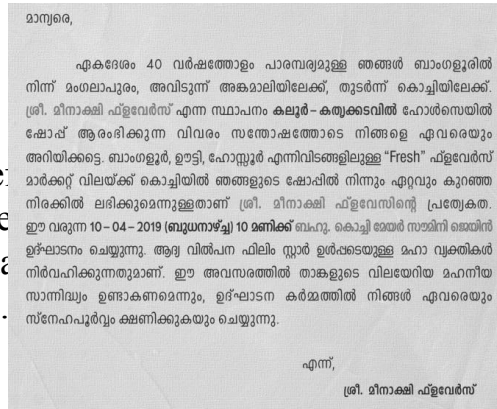 മാന്യരെ,
ഏകദേശം 40 വർഷത്തോളം പാരമ്പര്യമുള്ള ഞങ്ങൾ ബാംഗളൂരിൽ
നിന്ന് മംഗലാപുരം, അവിടുന്ന് അങ്കമാലിയിലേക്ക്, തുടർന്ന് കൊച്ചിയിലേക്ക്.
ശ്രീ. മീനാക്ഷി ഫ്ളവേർസ് എന്ന സ്ഥാപനം കലൂർ – കതൃക്കടവിൽ ഹോൾസെയിൽ
ഷോപ്പ് ആരംഭിക്കുന്ന വിവരം സന്തോഷത്തോടെ നിങ്ങളെ ഏവരെയും
അറിയിക്കട്ടെ. ബാംഗളൂർ, ഊട്ടി, ഹോസ്സൂർ എന്നിവിടങ്ങളിലുള്ള “Fresh” ഫ്ളവേർസ്
മാർക്കറ്റ് വിലയ്ക്ക് കൊച്ചിയിൽ ഞങ്ങളുടെ ഷോപ്പിൽ നിന്നും ഏറ്റവും കുറഞ്ഞ
നിരക്കിൽ ലഭിക്കുമെന്നുള്ളതാണ് ശ്രീ. മീനാക്ഷി ഫ്ളവേസിന്റെ പ്രത്യേകത.
ഈ വരുന്ന 10 – 04 – 2019 (ബുധനാഴ്ച്ച) 10 മണിക്ക് ബഹു. കൊച്ചി മേയർ സൗമിനി ജെയിൻ
ഉദ്ഘാടനം ചെയ്യുന്നു. ആദ്യ വിൽപന ഫിലിം സ്റ്റാർ ഉൾപ്പടെയുള്ള മഹാ വ്യക്തികൾ
നിർവഹിക്കുന്നതുമാണ്. ഈ അവസരത്തിൽ താങ്കളുടെ വിലയേറിയ മഹനീയ
സാന്നിദ്ധ്യം ഉണ്ടാകണമെന്നും, ഉദ്ഘാടന കർമ്മത്തിൽ നിങ്ങൾ ഏവരെയും
സ്നേഹപൂർവ്വം ക്ഷണിക്കുകയും ചെയ്യുന്നു.
എന്ന്,
ശ്രീ. മീനാക്ഷി ഫ്ളവേർസ്